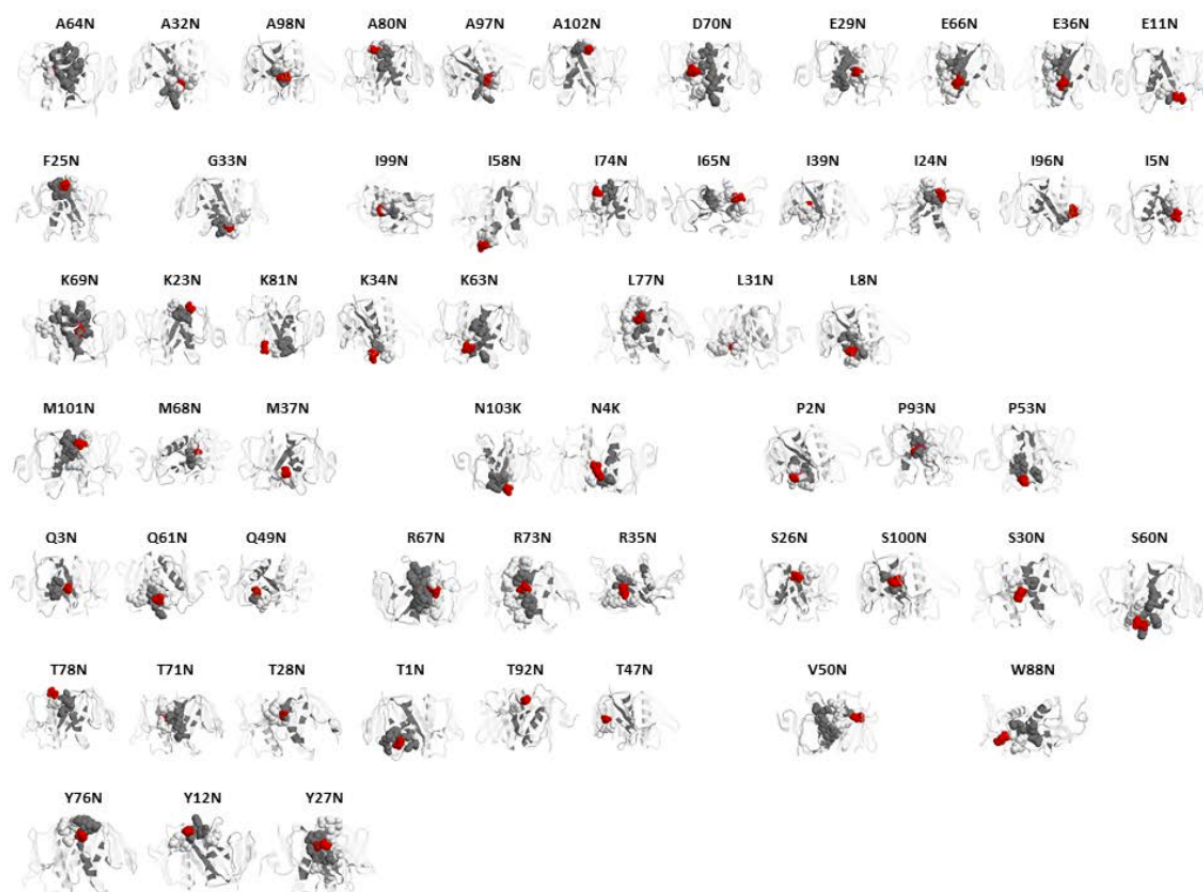 A64N A32N A98N A80N A97N A102N D70N E29N E66N E36N E11N
F25N G33N I99N I58N I74N I65N I39N I24N I96N I5N
K69N K23N K81N K34N K63N L77N L31N L8N
M101N M68N M37N N103K N4K P2N P93N P53N
Q3N Q61N Q49N R67N R73N R35N S26N S100N S30N S60N
T78N T71N T28N T1N T92N T47N V50N W88N
Y76N Y12N Y27N